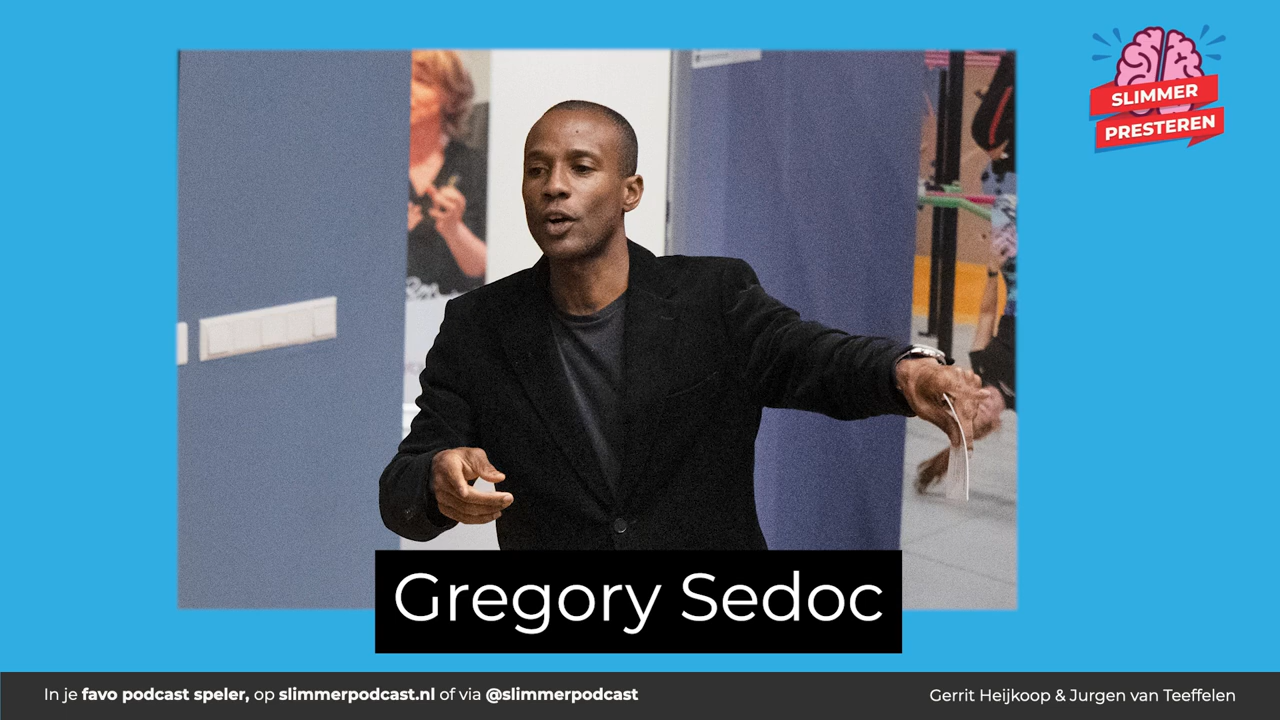 SLIMMER
PRESTEREN
Gregory Sedoc
In je favo podcast speler, op slimmerpodcast.nl of via @slimmerpodcast
Gerrit Heijkoop & Jurgen van Teeffelen